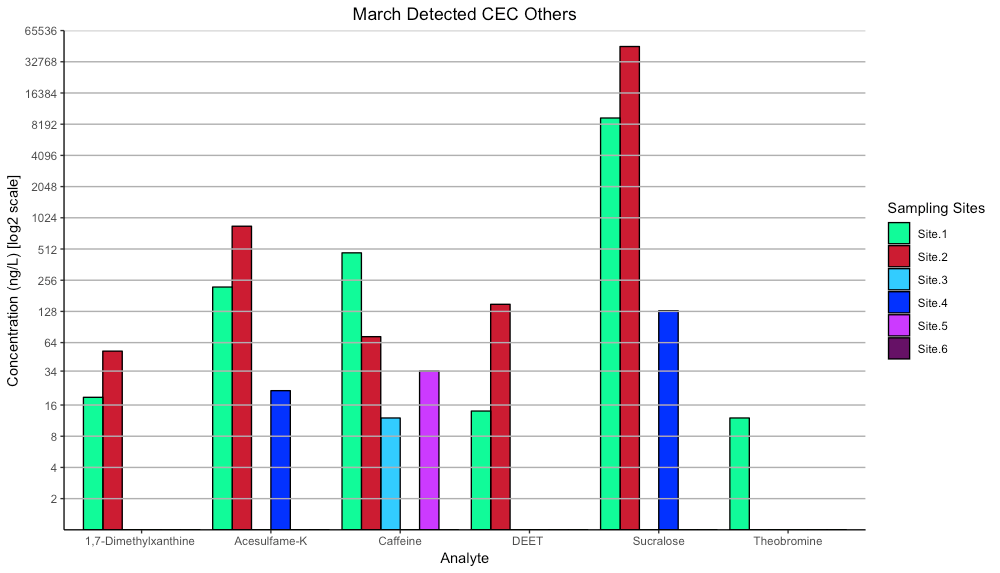 March Detected CEC Others
Concentration (ng/L) [log2 scale]
65536
32768
16384
8192
4096
2048
1024
512
256
128
64
34
16
8
4
2
1,7-Dimethylxanthine
Acesulfame-K
Caffeine
DEET
Sucralose
Theobromine
Analyte
Sampling Sites
Site.1
Site.2
Site.3
Site.4
Site.5
Site.6